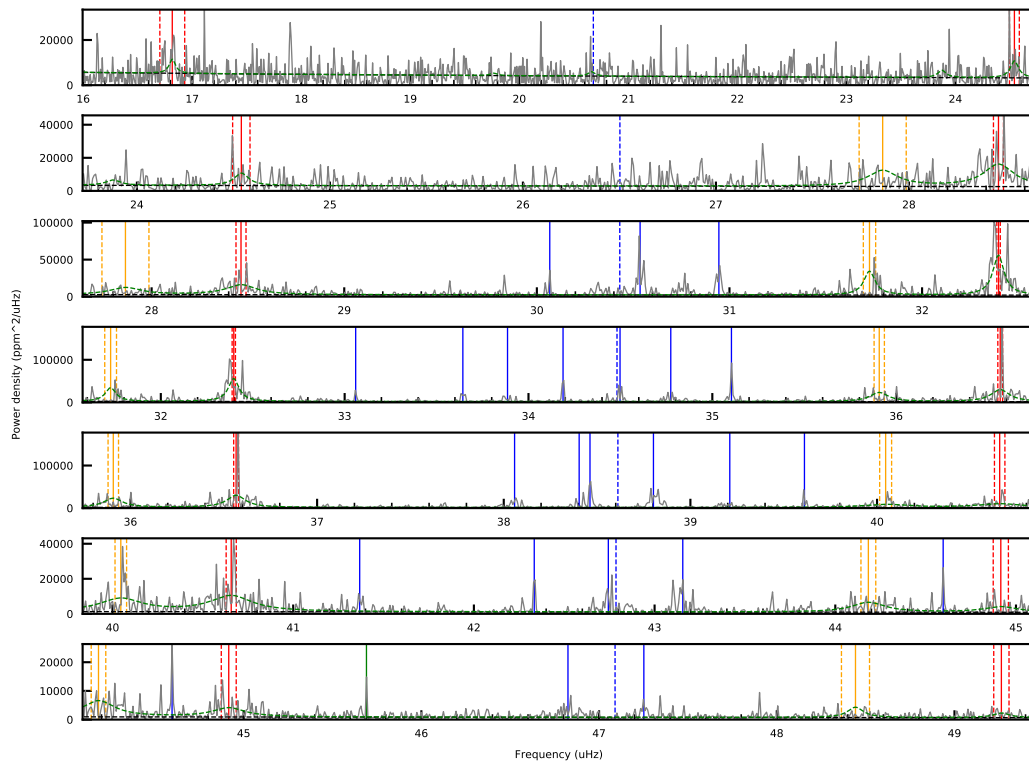 20000
0
16 17 18 19 20 21 22 23 24
40000
20000
0
24 25 26 27 28
100000
50000
0
28 29 30 31 32
Power density (ppm^2/uHz)
100000
0
32 33 34 35 36
100000
0
36 37 38 39 40
40000
20000
0
40 41 42 43 44 45
20000
10000
0
45 46 47 48 49
Frequency (uHz)